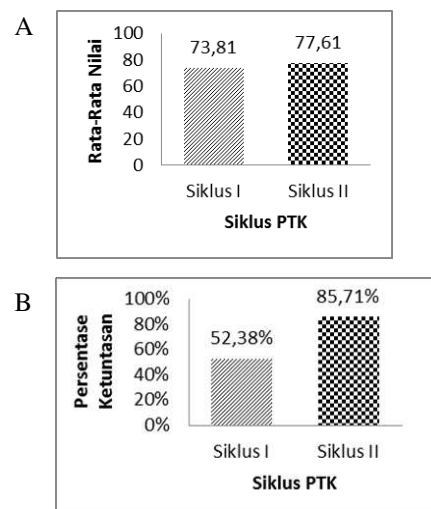 A
Rata-Rata Nilai
100
80
60
40
20
0
73,81
77,61
Siklus I
Siklus II
Siklus PTK
B
Persentase
Ketuntasan
100%
80%
60%
40%
20%
0%
52,38%
85,71%
Siklus I
Siklus II
Siklus PTK